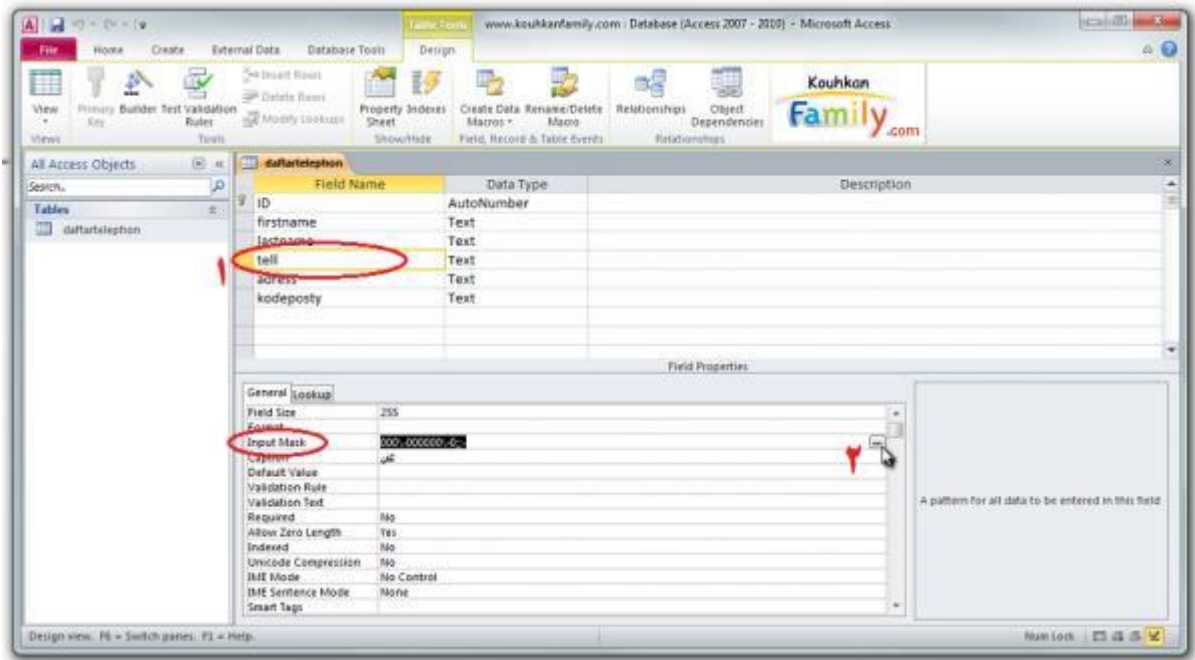 Table Tools
www.kouhkanfamily.com : Database (Access 2007 - 2010) - Microsoft Access
File Home Create External Data Database Tools Design
View
Views
Primary Key
Builder
Test Validation Rules
Insert Rows
Delete Rows
Modify Lookups
Tools
Property Sheet
Indexes
Show/Hide
Create Data Macros
Rename/Delete Macro
Field, Record & Table Events
Relationships
Object Dependencies
Relationships
Kouhkan
Family.com
All Access Objects
Search..
Tables
daftartelephon
daftartelephon
Field Name Data Type Description
ID AutoNumber
firstname Text
lastname Text
۱
tell Text
adress Text
kodeposty Text
Field Properties
General Lookup
Field Size 255
Format
Input Mask
۲
Caption
Default Value
Validation Rule
Validation Text
Required No
Allow Zero Length Yes
Indexed No
Unicode Compression No
IME Mode No Control
IME Sentence Mode None
Smart Tags
A pattern for all data to be entered in this field
Design view. F6 = Switch panes. F1 = Help.
Num Lock